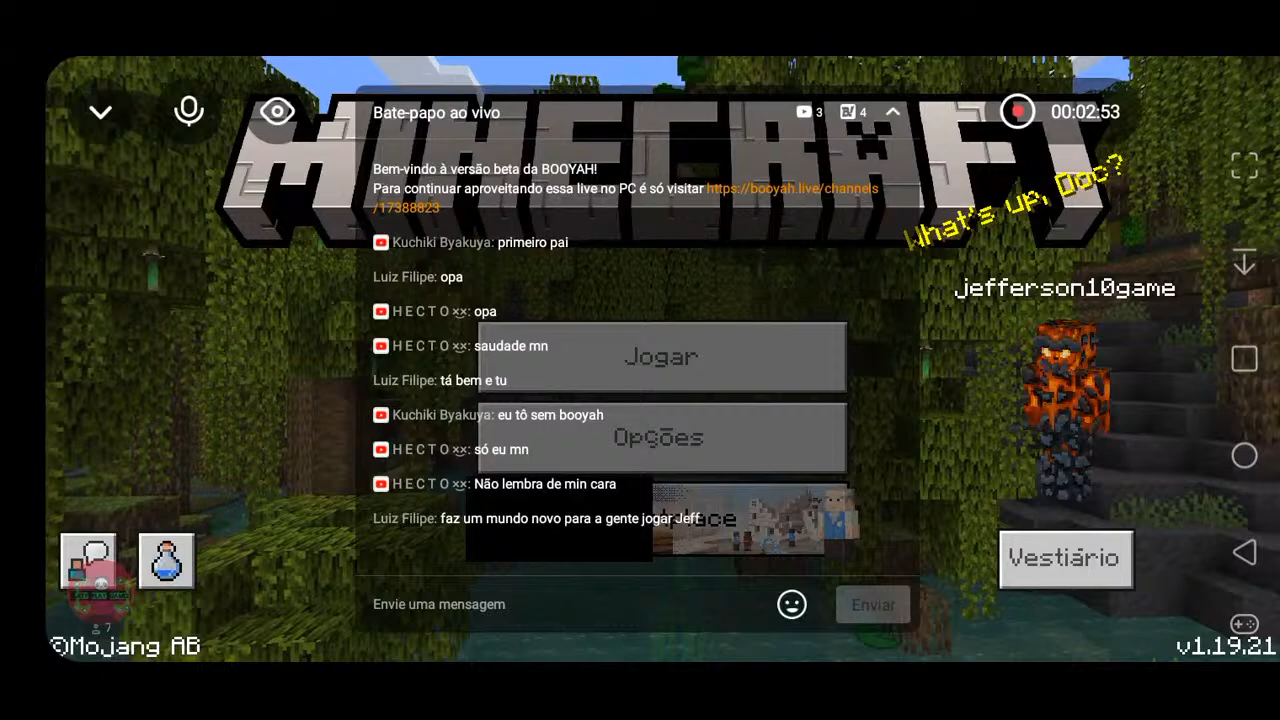 MINECRAFT
What's up, Doc?
Bate-papo ao vivo
3
4
00:02:53
Bem-vindo à versão beta da BOOYAH!
Para continuar aproveitando essa live no PC é só visitar https://booyah.live/channels
/17388823
Kuchiki Byakuya: primeiro pai
Luiz Filipe: opa
H E C T O ×͜×: opa
H E C T O ×͜×: saudade mn
Luiz Filipe: tá bem e tu
Kuchiki Byakuya: eu tô sem booyah
H E C T O ×͜×: só eu mn
H E C T O ×͜×: Não lembra de min cara
Luiz Filipe: faz um mundo novo para a gente jogar Jeff
Envie uma mensagem
Enviar
jefferson10game
Jogar
Opções
Vestiário
7
©Mojang AB
v1.19.21